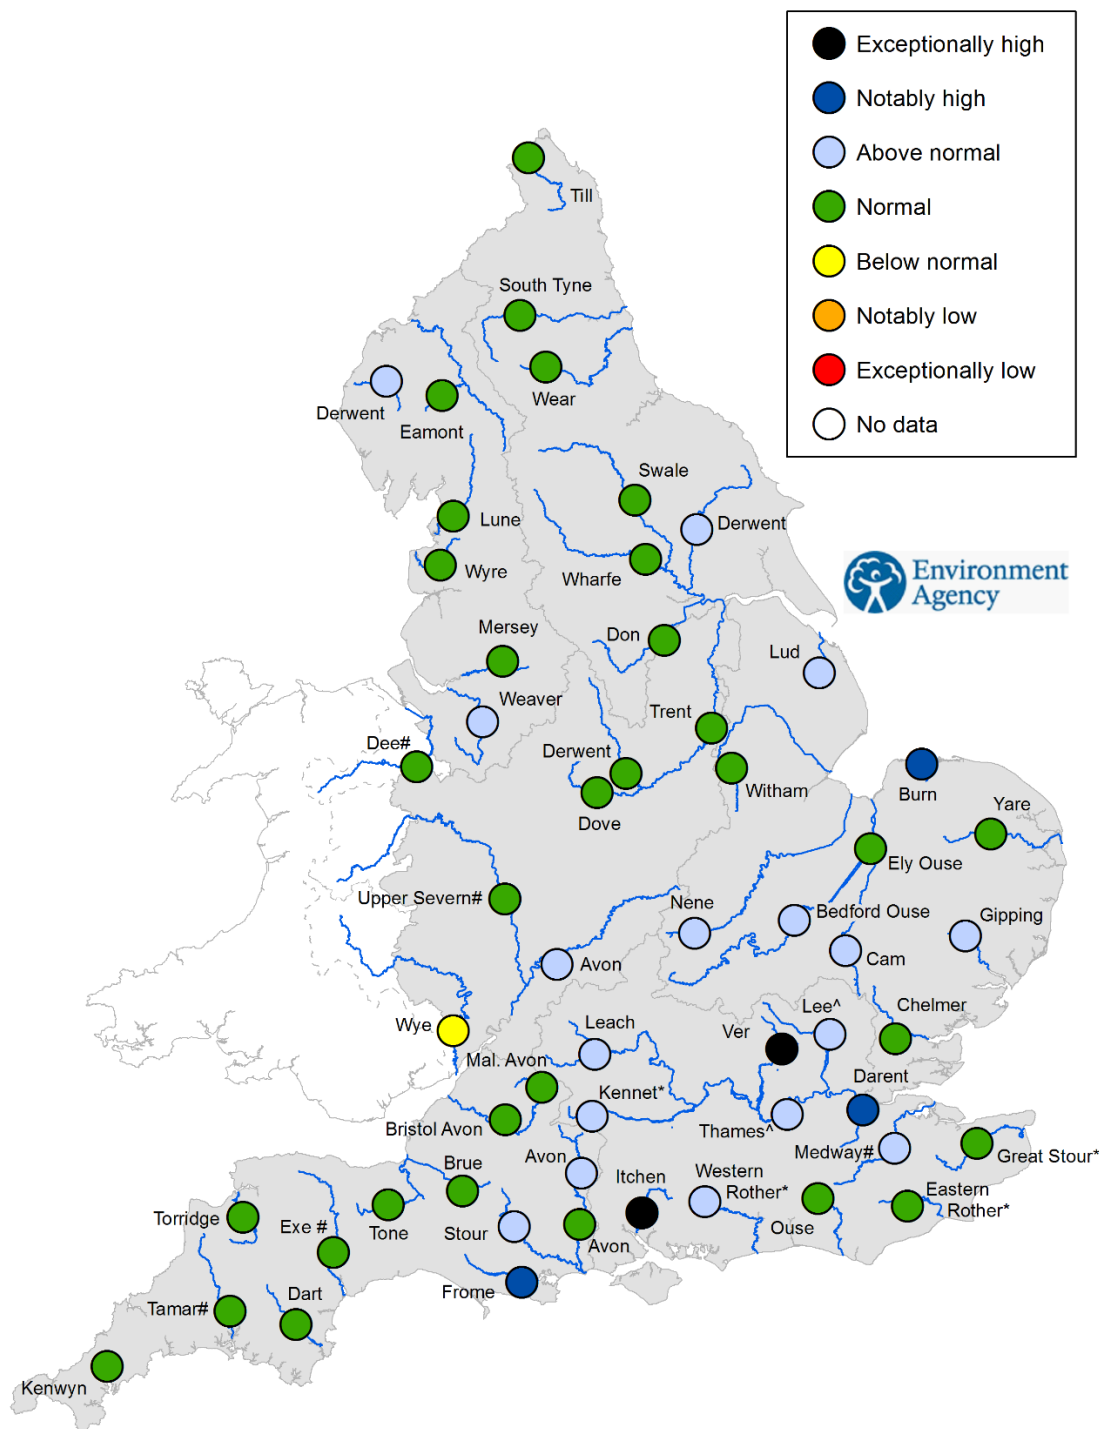 Exceptionally high
Notably high
Above normal
Normal
Below normal
Notably low
Exceptionally low
No data
Till
South Tyne
Wear
Derwent
Eamont
Swale
Derwent
Lune
Wyre
Wharfe
Environment
Agency
Mersey
Don
Lud
Weaver
Trent
Dee#
Derwent
Witham
Burn
Dove
Yare
Ely Ouse
Upper Severn#
Nene
Bedford Ouse
Gipping
Avon
Cam
Wye
Leach
Ver
Lee^
Chelmer
Mal. Avon
Darent
Kennet*
Bristol Avon
Thames^
Medway#
Great Stour*
Brue
Avon
Itchen
Western
Rother*
Eastern
Rother*
Torridge
Exe #
Tone
Stour
Avon
Ouse
Frome
Tamar#
Dart
Kenwyn